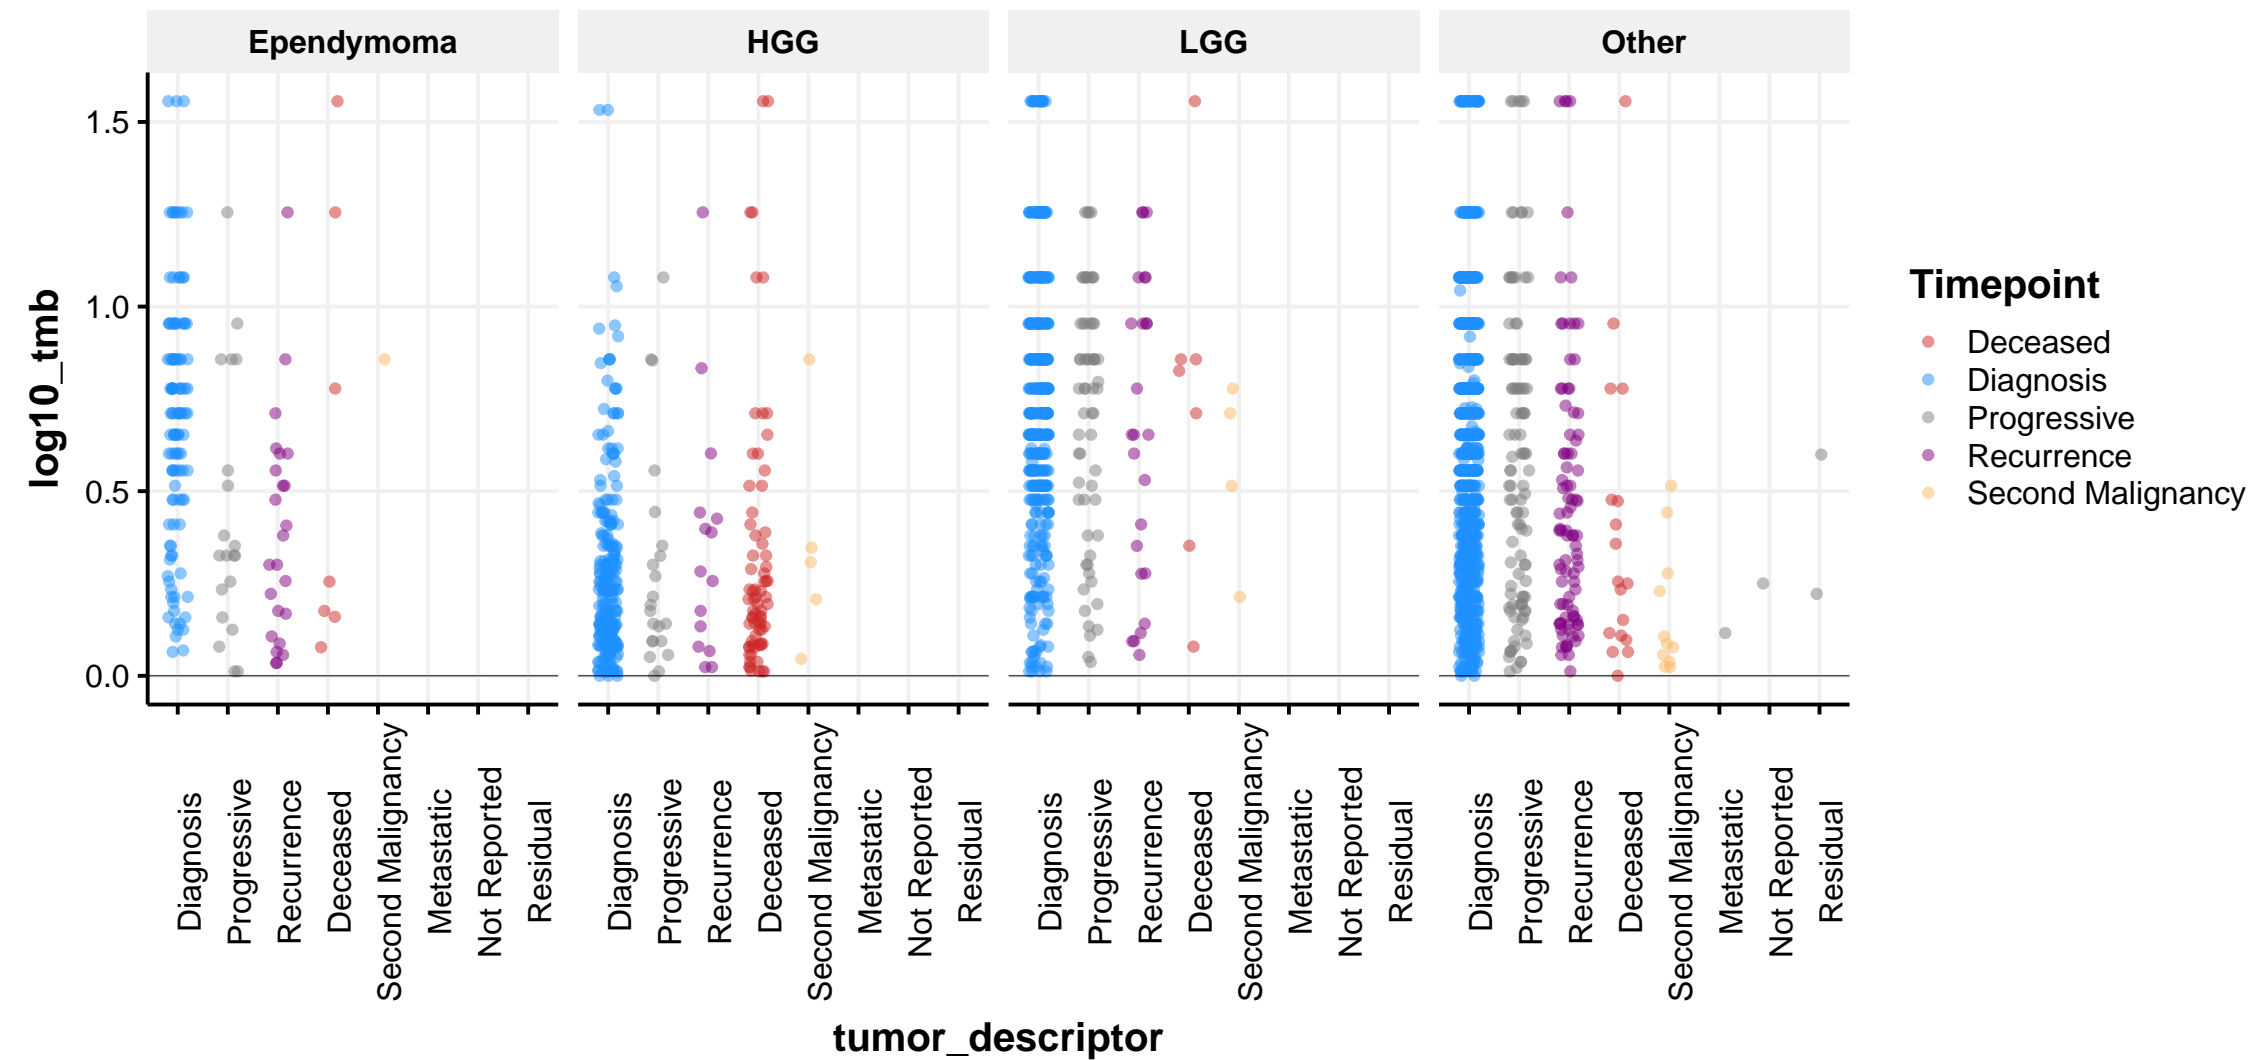 Ependymoma
HGG
LGG
Other
log10_tmb
1.5
1.0
0.5
0.0
Diagnosis
Progressive
Recurrence
Deceased
Second Malignancy
Metastatic
Not Reported
Residual
Diagnosis
Progressive
Recurrence
Deceased
Second Malignancy
Metastatic
Not Reported
Residual
Diagnosis
Progressive
Recurrence
Deceased
Second Malignancy
Metastatic
Not Reported
Residual
Diagnosis
Progressive
Recurrence
Deceased
Second Malignancy
Metastatic
Not Reported
Residual
tumor_descriptor
Timepoint
Deceased
Diagnosis
Progressive
Recurrence
Second Malignancy